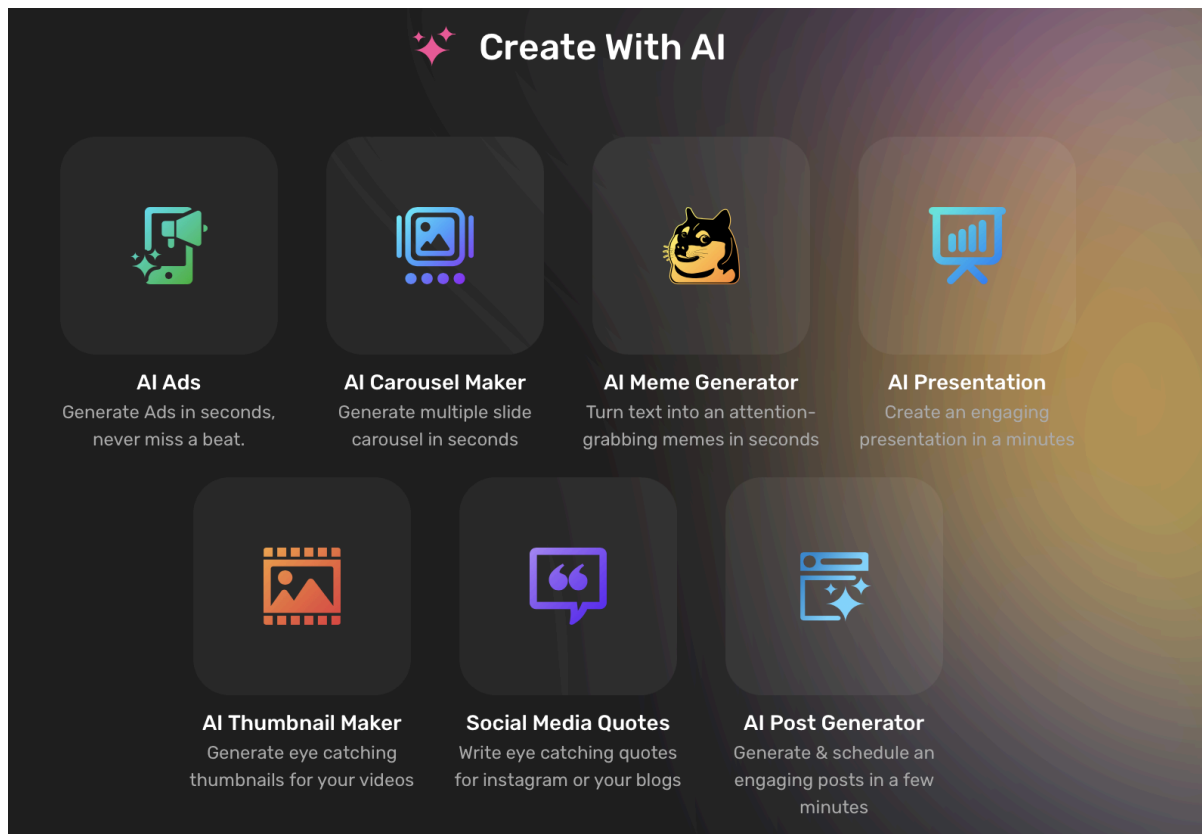 Create With AI
AI Ads
Generate Ads in seconds,
never miss a beat.
AI Carousel Maker
Generate multiple slide
carousel in seconds
AI Meme Generator
Turn text into an attention-
grabbing memes in seconds
AI Presentation
Create an engaging
presentation in a minutes
AI Thumbnail Maker
Generate eye catching
thumbnails for your videos
Social Media Quotes
Write eye catching quotes
for instagram or your blogs
AI Post Generator
Generate & schedule an
engaging posts in a few
minutes